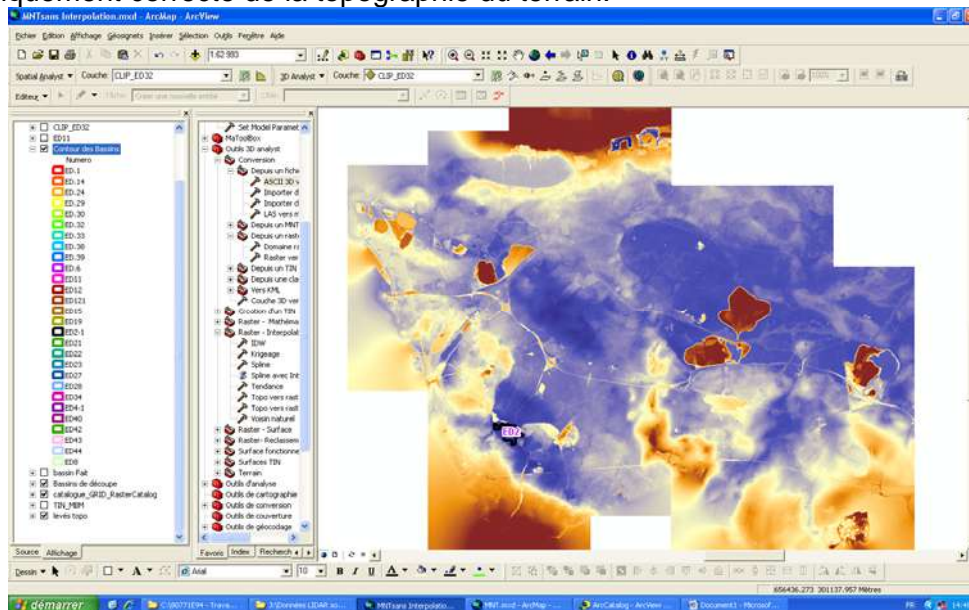 iquement correcte de la topographie du terrain.
MNTsans Interpolation.mxd - ArcMap - ArcView
Fichier Edition Affichage Géosignets Insérer Sélection Outils Fenêtre Aide
1:62 993
Spatial Analyst Couche: CLIP_ED32 3D Analyst Couche: CLIP_ED32
Editeur
CLIP_ED32
ED11
Contour des Bassins
Numero
ED.1
ED.14
ED.24
ED.29
ED.30
ED.32
ED.33
ED.38
ED.39
ED.6
ED11
ED12
ED121
ED15
ED19
ED2-1
ED21
ED22
ED23
ED27
ED28
ED34
ED4-1
ED40
ED42
ED43
ED44
ED8
bassin Fait
Bassins de découpe
catalogue_GRID_RasterCatalog
TIN_MBM
levés topo
Source Affichage
Set Model Paramet
MaToolBox
Outils 3D analyst
Conversion
Depuis un fichie
ASCII 3D v
Importer d
Importer d
LAS vers m
Depuis un MNT
Depuis un raste
Domaine ra
Raster ver
Depuis un TIN
Depuis une cla
Vers KML
Couche 3D ver
Création d'un TIN
Raster - Mathéma
Raster - Interpolat
IDW
Krigeage
Spline
Spline avec Int
Tendance
Topo vers rast
Topo vers rast
Voisin naturel
Raster - Surface
Raster- Reclassem
Surface fonctionne
Surfaces TIN
Terrain
Outils d'analyse
Outils de cartographie
Outils de conversion
Outils de couverture
Outils de géocodage
Favoris Index Recherch
ED2
Dessin Arial 10 B I U A
656436.273 301137.957 Mètres
démarrer MNTsans Interpolatio... MNT.mxd - ArcMap - ... ArcCatalog - ArcView ... Document1 - Microsof... FR